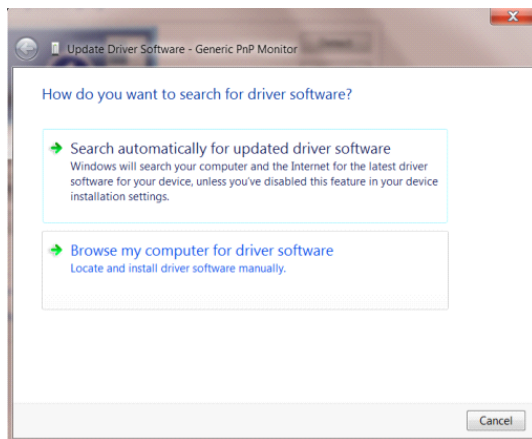 Update Driver Software - Generic PnP Monitor
How do you want to search for driver software?
Search automatically for updated driver software
Windows will search your computer and the Internet for the latest driver
software for your device, unless you've disabled this feature in your device
installation settings.
Browse my computer for driver software
Locate and install driver software manually.
Cancel